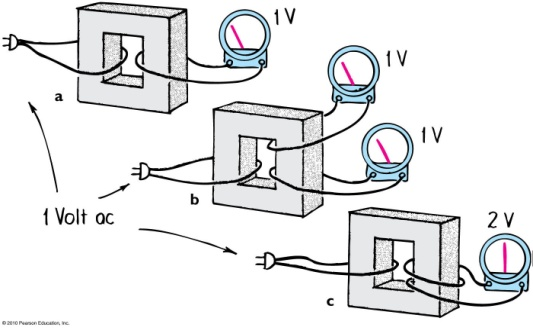 1 V
a
1 V
1 V
b
1 Volt ac
2 V
c
© 2010 Pearson Education, Inc.